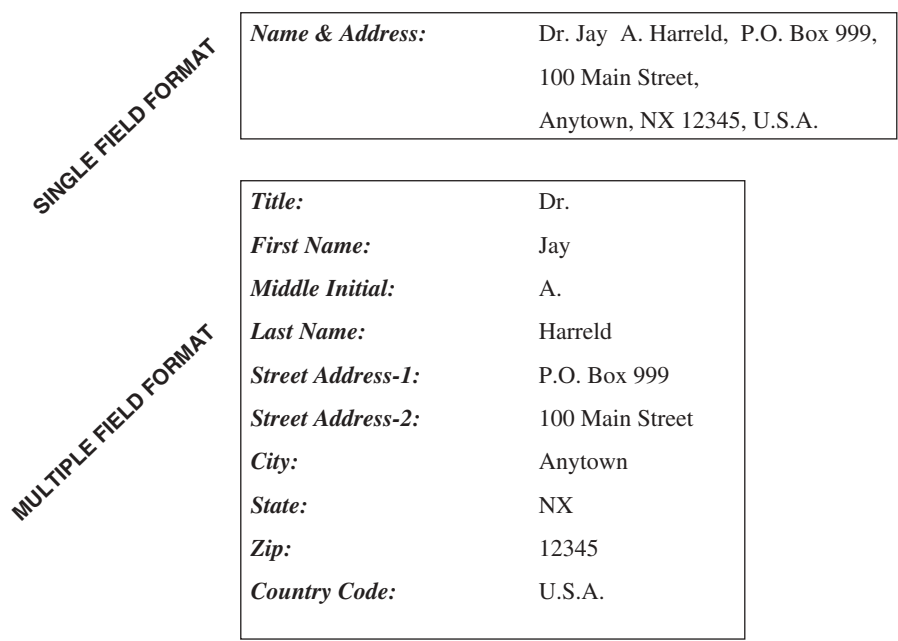 SINGLE FIELD FORMAT
Name & Address: Dr. Jay A. Harreld, P.O. Box 999,
100 Main Street,
Anytown, NX 12345, U.S.A.
MULTIPLE FIELD FORMAT
Title: Dr.
First Name: Jay
Middle Initial: A.
Last Name: Harreld
Street Address-1: P.O. Box 999
Street Address-2: 100 Main Street
City: Anytown
State: NX
Zip: 12345
Country Code: U.S.A.